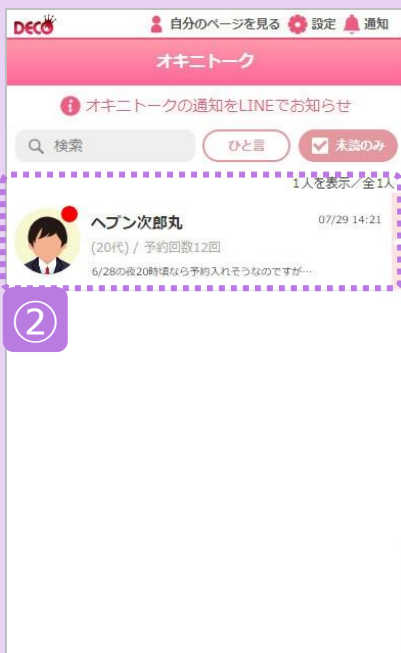 DECO 自分のページを見る 設定 通知
オキニトーク
オキニトークの通知をLINEでお知らせ
検索 ひと言 未読のみ
1人を表示/全1人
ヘブン次郎丸 07/29 14:21
(20代) / 予約回数12回
6/28の夜20時頃なら予約入れそうなのですが…
②